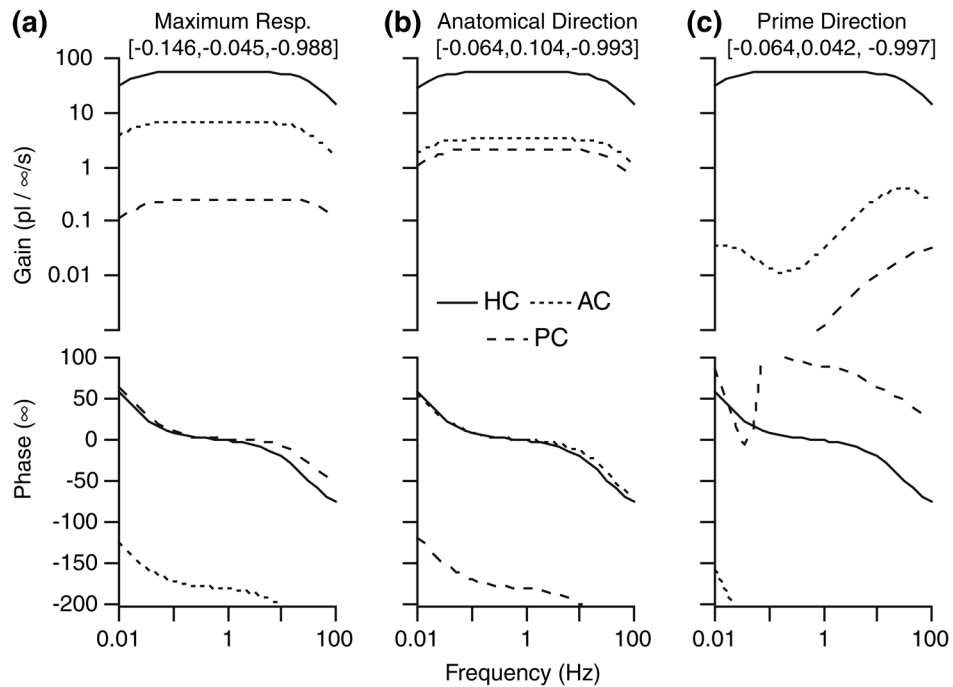 (a) Maximum Resp.
[-0.146,-0.045,-0.988]
(b) Anatomical Direction
[-0.064,0.104,-0.993]
(c) Prime Direction
[-0.064,0.042, -0.997]
Gain (pl / ∞/s)
100
10
1
0.1
0.01
HC AC
PC
Phase (∞)
100
50
0
-50
-100
-150
-200
0.01 1 100 0.01 1 100 0.01 1 100
Frequency (Hz)